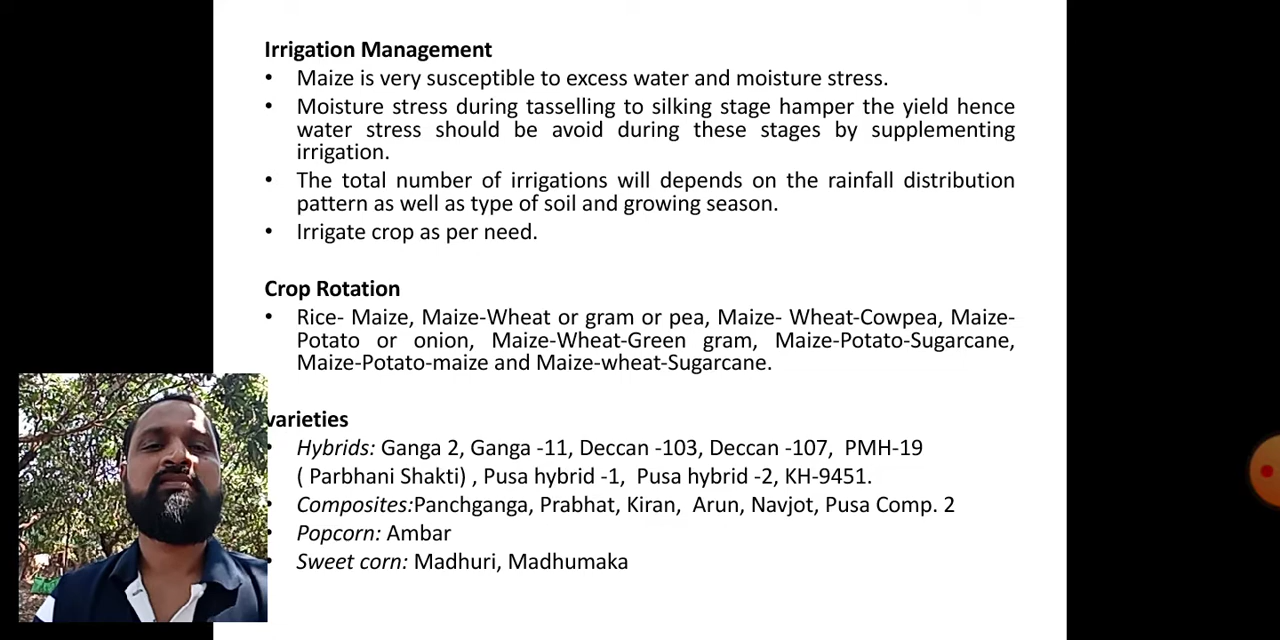 Irrigation Management
• Maize is very susceptible to excess water and moisture stress.
• Moisture stress during tasselling to silking stage hamper the yield hence
water stress should be avoid during these stages by supplementing
irrigation.
• The total number of irrigations will depends on the rainfall distribution
pattern as well as type of soil and growing season.
• Irrigate crop as per need.
Crop Rotation
• Rice- Maize, Maize-Wheat or gram or pea, Maize- Wheat-Cowpea, Maize-
Potato or onion, Maize-Wheat-Green gram, Maize-Potato-Sugarcane,
Maize-Potato-maize and Maize-wheat-Sugarcane.
varieties
• Hybrids: Ganga 2, Ganga -11, Deccan -103, Deccan -107, PMH-19
( Parbhani Shakti) , Pusa hybrid -1, Pusa hybrid -2, KH-9451.
• Composites:Panchganga, Prabhat, Kiran, Arun, Navjot, Pusa Comp. 2
• Popcorn: Ambar
• Sweet corn: Madhuri, Madhumaka